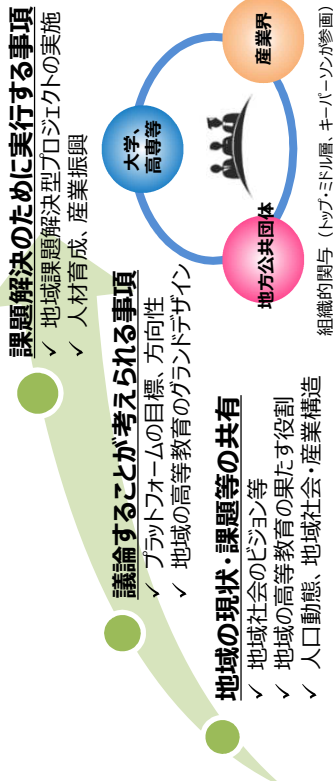 課題解決のために実行する事項
✓ 地域課題解決型プロジェクトの実施
✓ 人材育成、産業振興
議論することが考えられる事項
✓ プラットフォームの目標、方向性
✓ 地域の高等教育のグランドデザイン
地域の現状・課題等の共有
✓ 地域社会のビジョン等
✓ 地域の高等教育の果たす役割
✓ 人口動態、地域社会・産業構造
大学、
高専等
地方公共団体
産業界
組織的関与（トップ・ミドル層、キーパーソンが参画）